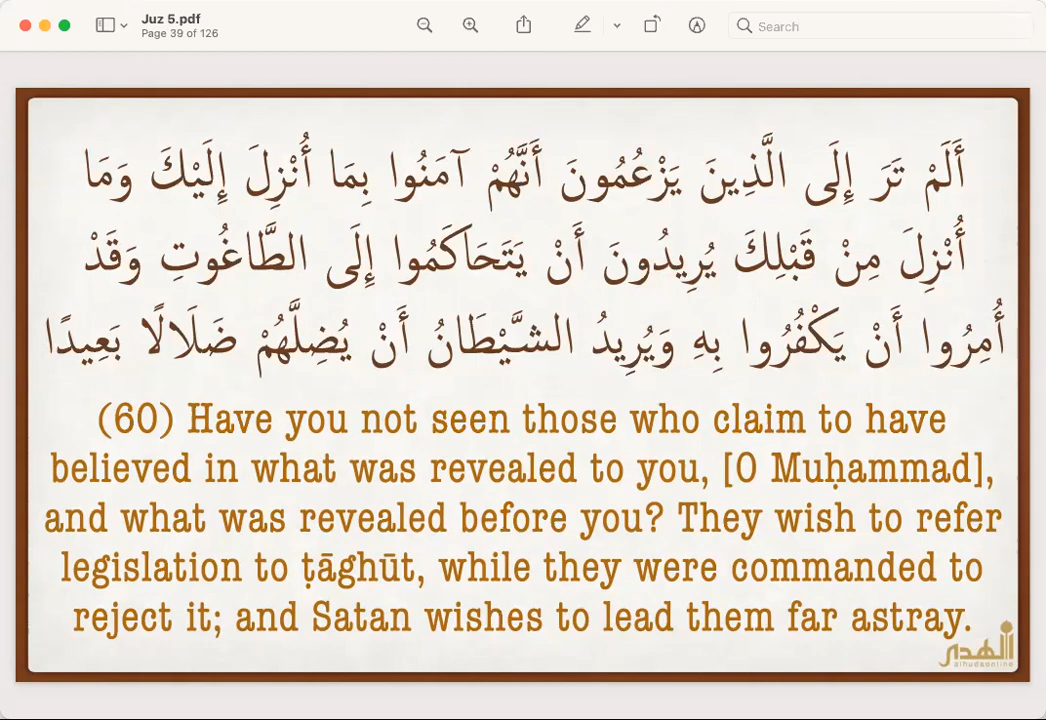 Juz 5.pdf
Page 39 of 126
Search
أَلَمْ تَرَ إِلَى الَّذِينَ يَزْعُمُونَ أَنَّهُمْ آمَنُوا بِمَا أُنْزِلَ إِلَيْكَ وَمَا
أُنْزِلَ مِنْ قَبْلِكَ يُرِيدُونَ أَنْ يَتَحَاكَمُوا إِلَى الطَّاغُوتِ وَقَدْ
أُمِرُوا أَنْ يَكْفُرُوا بِهِ وَيُرِيدُ الشَّيْطَانُ أَنْ يُضِلَّهُمْ ضَلَالًا بَعِيدًا
(60) Have you not seen those who claim to have
believed in what was revealed to you, [O Muḥammad],
and what was revealed before you? They wish to refer
legislation to ṭāghūt, while they were commanded to
reject it; and Satan wishes to lead them far astray.
الهدى
alhudaonline